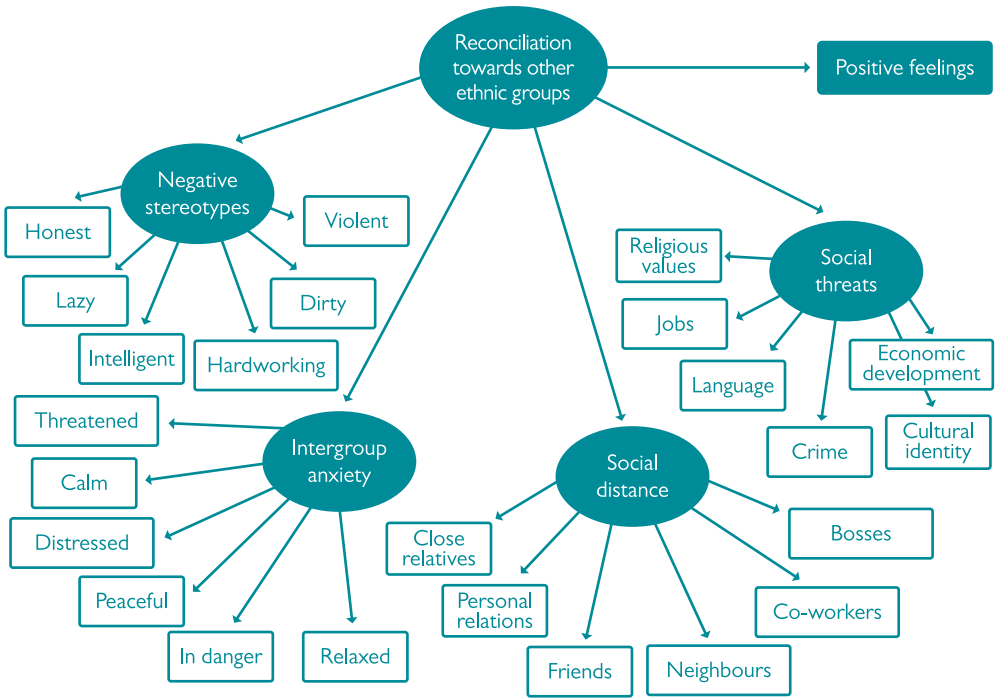 Reconciliation
towards other
ethnic groups
Positive feelings
Negative
stereotypes
Honest
Lazy
Intelligent
Hardworking
Dirty
Violent
Social
threats
Religious
values
Jobs
Language
Crime
Economic
development
Cultural
identity
Intergroup
anxiety
Threatened
Calm
Distressed
Peaceful
In danger
Relaxed
Social
distance
Close
relatives
Personal
relations
Friends
Neighbours
Co-workers
Bosses